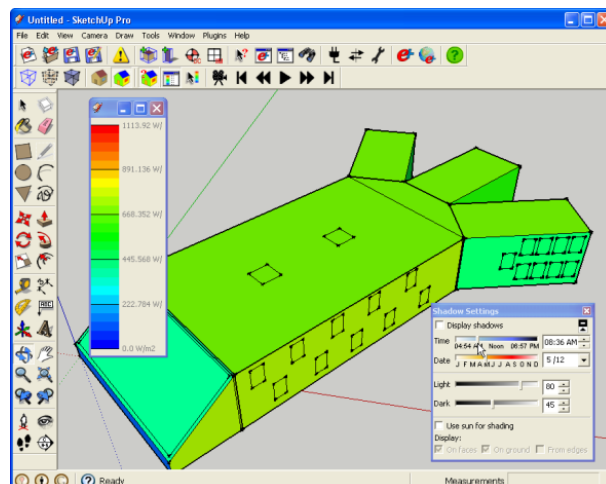 Untitled - SketchUp Pro
File Edit View Camera Draw Tools Window Plugins Help
1113.92 W/
891.136 W/
668.352 W/
445.568 W/
222.784 W/
0.0 W/m2
ABC
Shadow Settings
Display shadows
Time 08:36 AM
04:54 AM Noon 06:57 PM
Date 5 /12
J F M A M J J A S O N D
Light 80
Dark 45
Use sun for shading
Display:
On faces On ground From edges
Ready Measurements